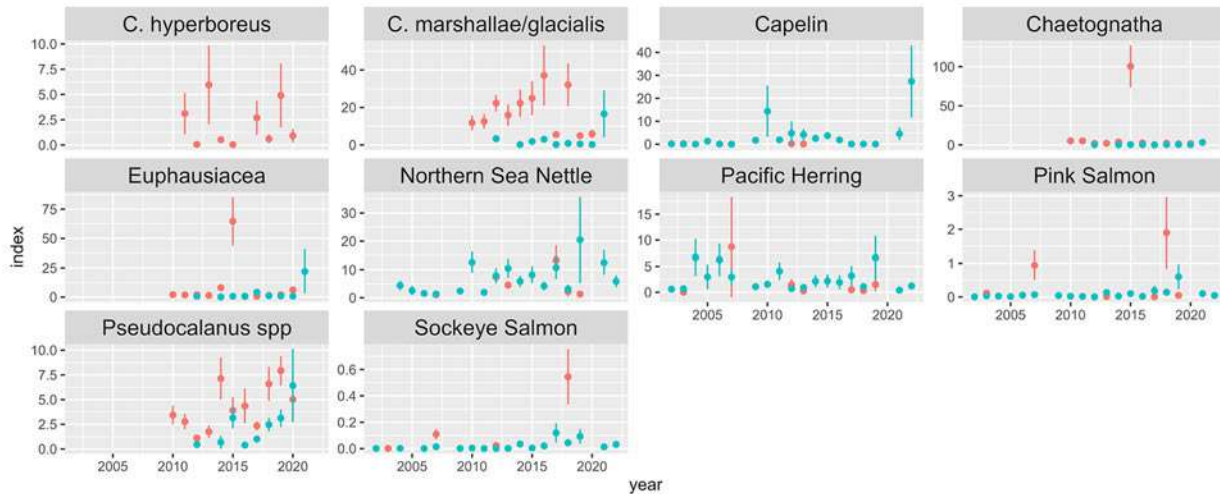 C. hyperboreus
C. marshallae/glacialis
Capelin
Chaetognatha
10.0
7.5
5.0
2.5
0.0
40
20
0
40
30
20
10
0
100
50
0
Euphausiacea
Northern Sea Nettle
Pacific Herring
Pink Salmon
75
50
25
0
30
20
10
0
15
10
5
0
3
2
1
0
2005 2010 2015 2020
2005 2010 2015 2020
Pseudocalanus spp
Sockeye Salmon
10.0
7.5
5.0
2.5
0.0
0.6
0.4
0.2
0.0
2005 2010 2015 2020
2005 2010 2015 2020
index
year